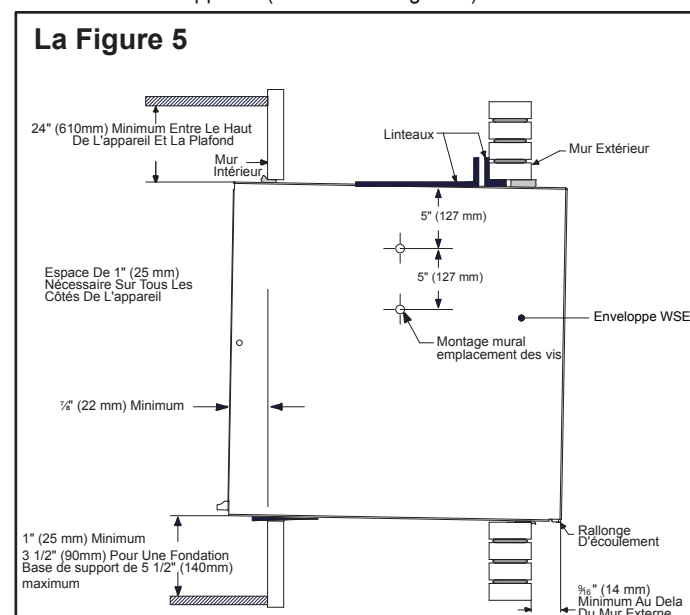 La Figure 5
24" (610mm) Minimum Entre Le Haut
De L'appareil Et La Plafond
Mur
Intérieur
Linteaux
Mur Extérieur
5" (127 mm)
5" (127 mm)
Espace De 1" (25 mm)
Nécessaire Sur Tous Les
Côtés De L'appareil
Enveloppe WSE
Montage mural
emplacement des vis
⅞" (22 mm) Minimum
1" (25 mm) Minimum
3 1/2" (90mm) Pour Une Fondation
Base de support de 5 1/2" (140mm)
maximum
Rallonge
D'écoulement
9/16" (14 mm)
Minimum Au Dela
Du Mur Externe